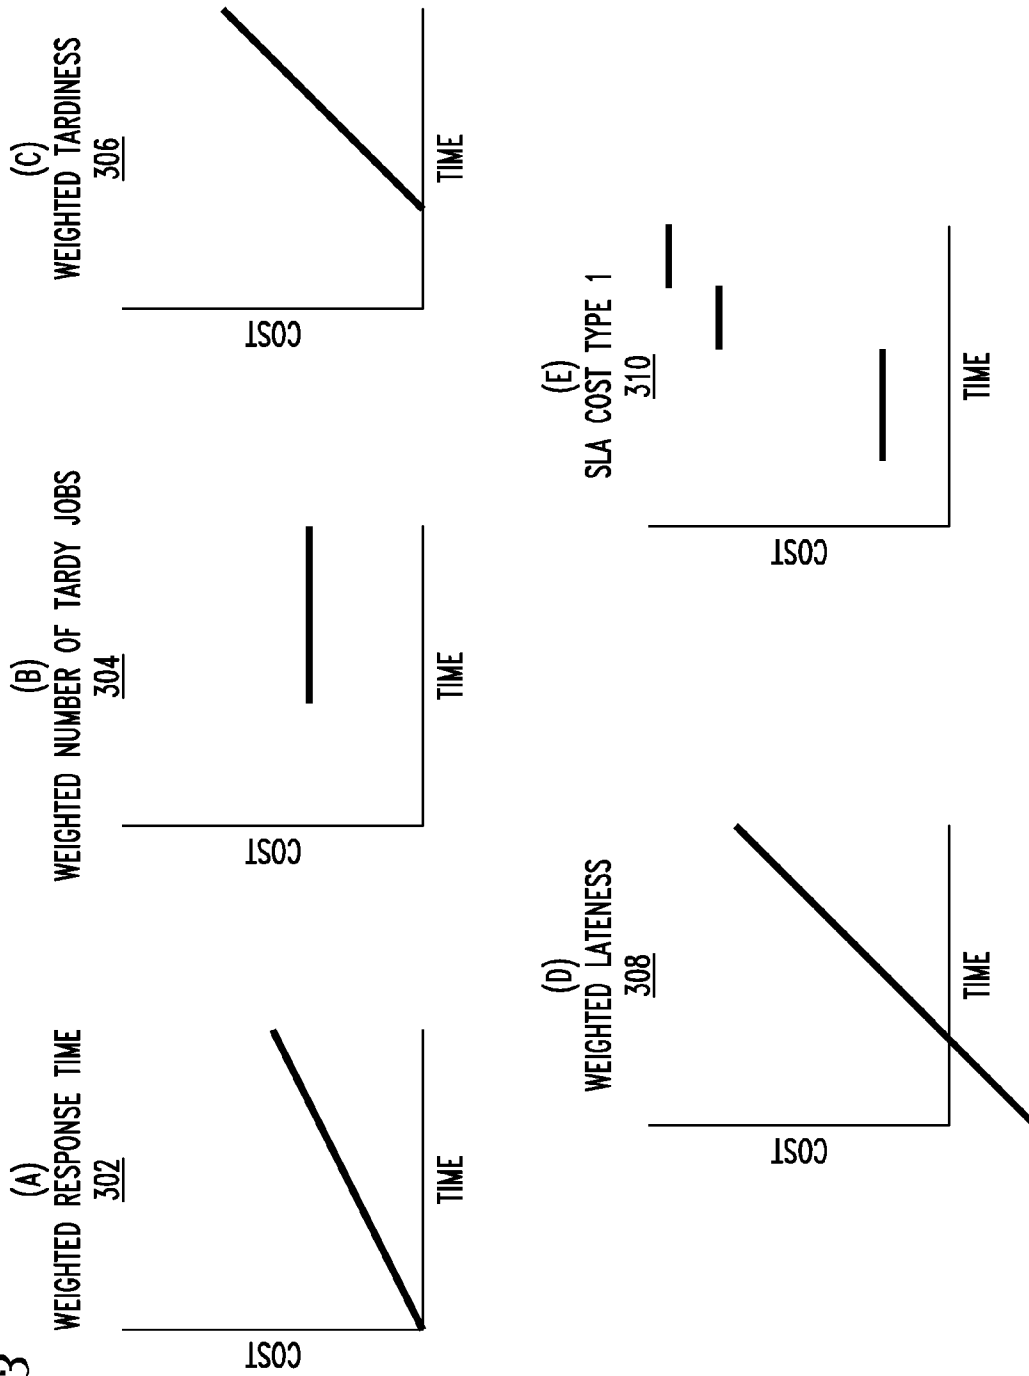 3
(A)
WEIGHTED RESPONSE TIME
302
COST
TIME
(B)
WEIGHTED NUMBER OF TARDY JOBS
304
COST
TIME
(C)
WEIGHTED TARDINESS
306
COST
TIME
(D)
WEIGHTED LATENESS
308
COST
TIME
(E)
SLA COST TYPE 1
310
COST
TIME